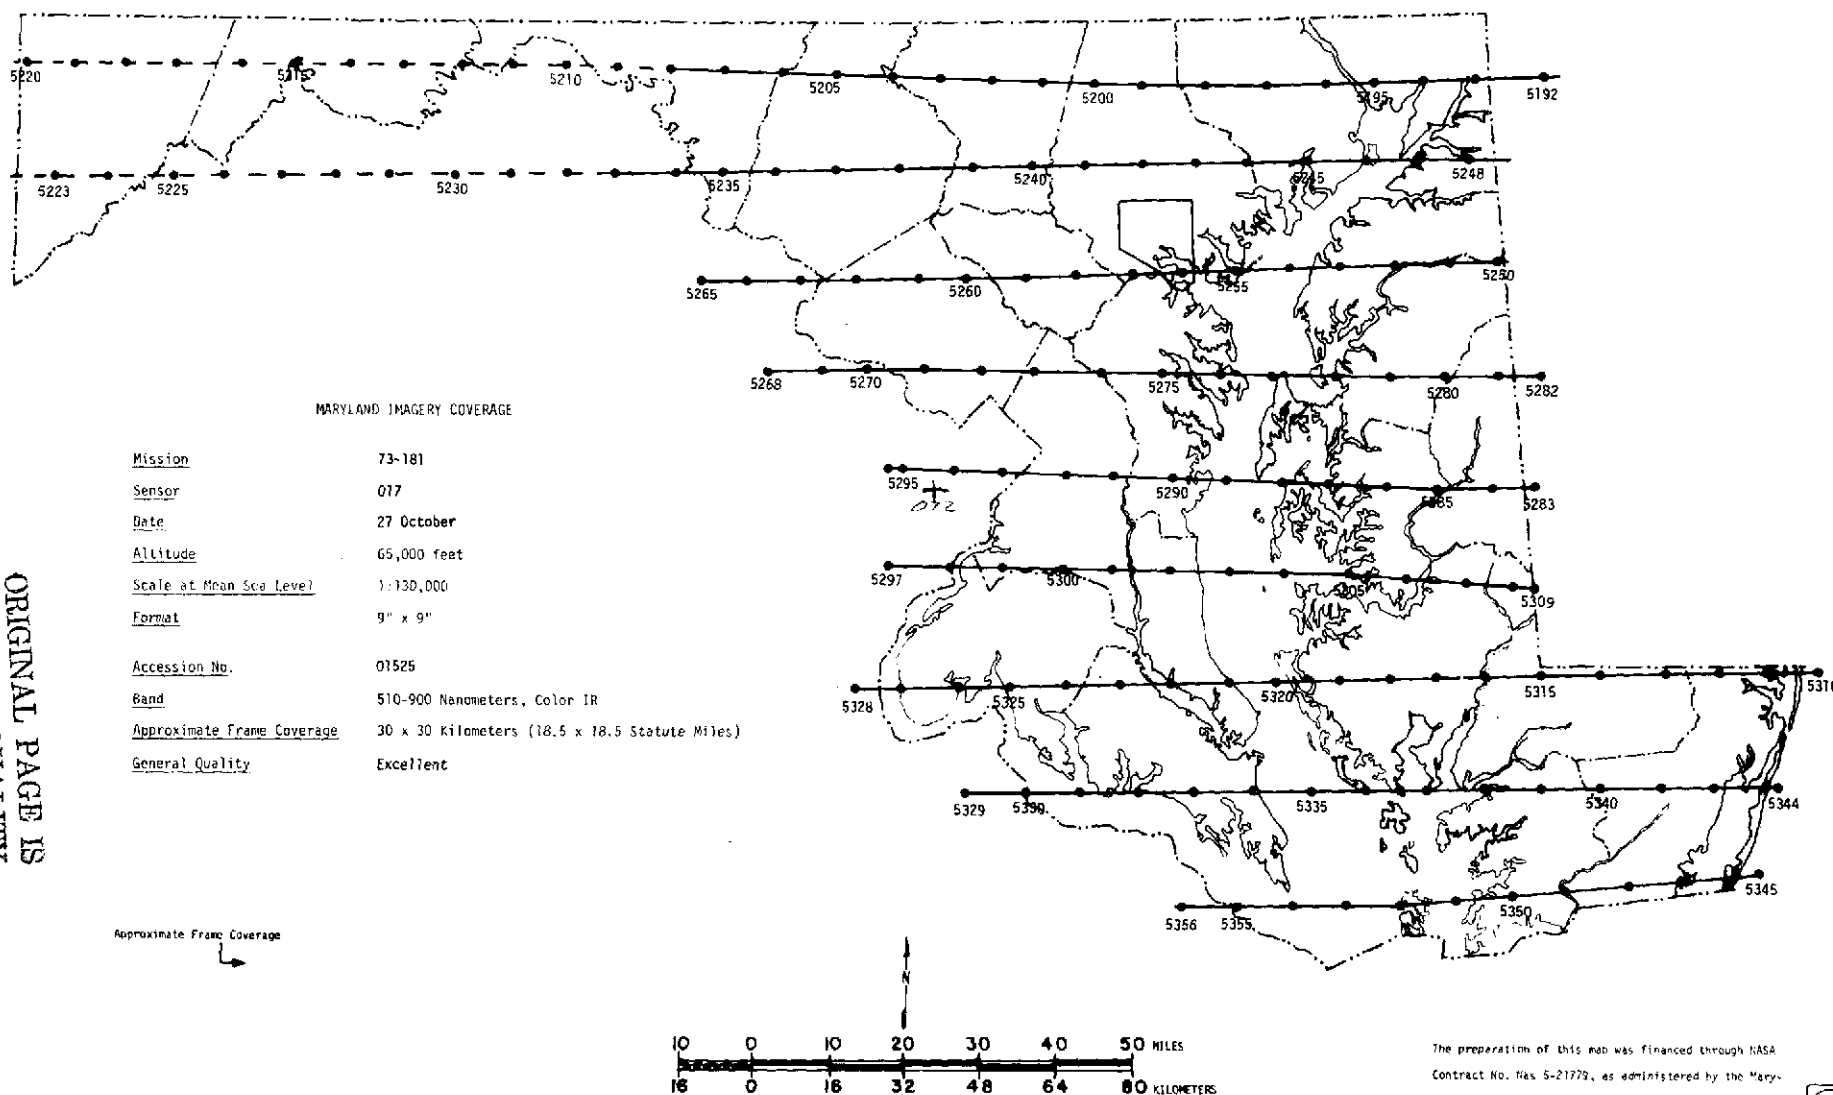 5220 5215 5210 5205 5200 5195 5192
5223 5225 5230 5235 5240 5245 5248
5265 5260 5255 5250
5268 5270 5275 5280 5282
MARYLAND IMAGERY COVERAGE
Mission 73-181
Sensor 017
Date 27 October
Altitude 65,000 feet
Scale at Mean Sea Level 1:130,000
Format 9" x 9"
Accession No. 01525
Band 510-900 Nanometers, Color IR
Approximate Frame Coverage 30 x 30 Kilometers (18.5 x 18.5 Statute Miles)
General Quality Excellent
5295 5290 5285 5283
072
5297 5300 5305 5309
5328 5325 5320 5315 5310
5329 5330 5335 5340 5344
5356 5355 5350 5345
ORIGINAL PAGE IS
Approximate Frame Coverage
N
10 0 10 20 30 40 50 MILES
16 0 16 32 48 64 80 KILOMETERS
The preparation of this map was financed through NASA
Contract No. Nas 5-21779, as administered by the Mary-